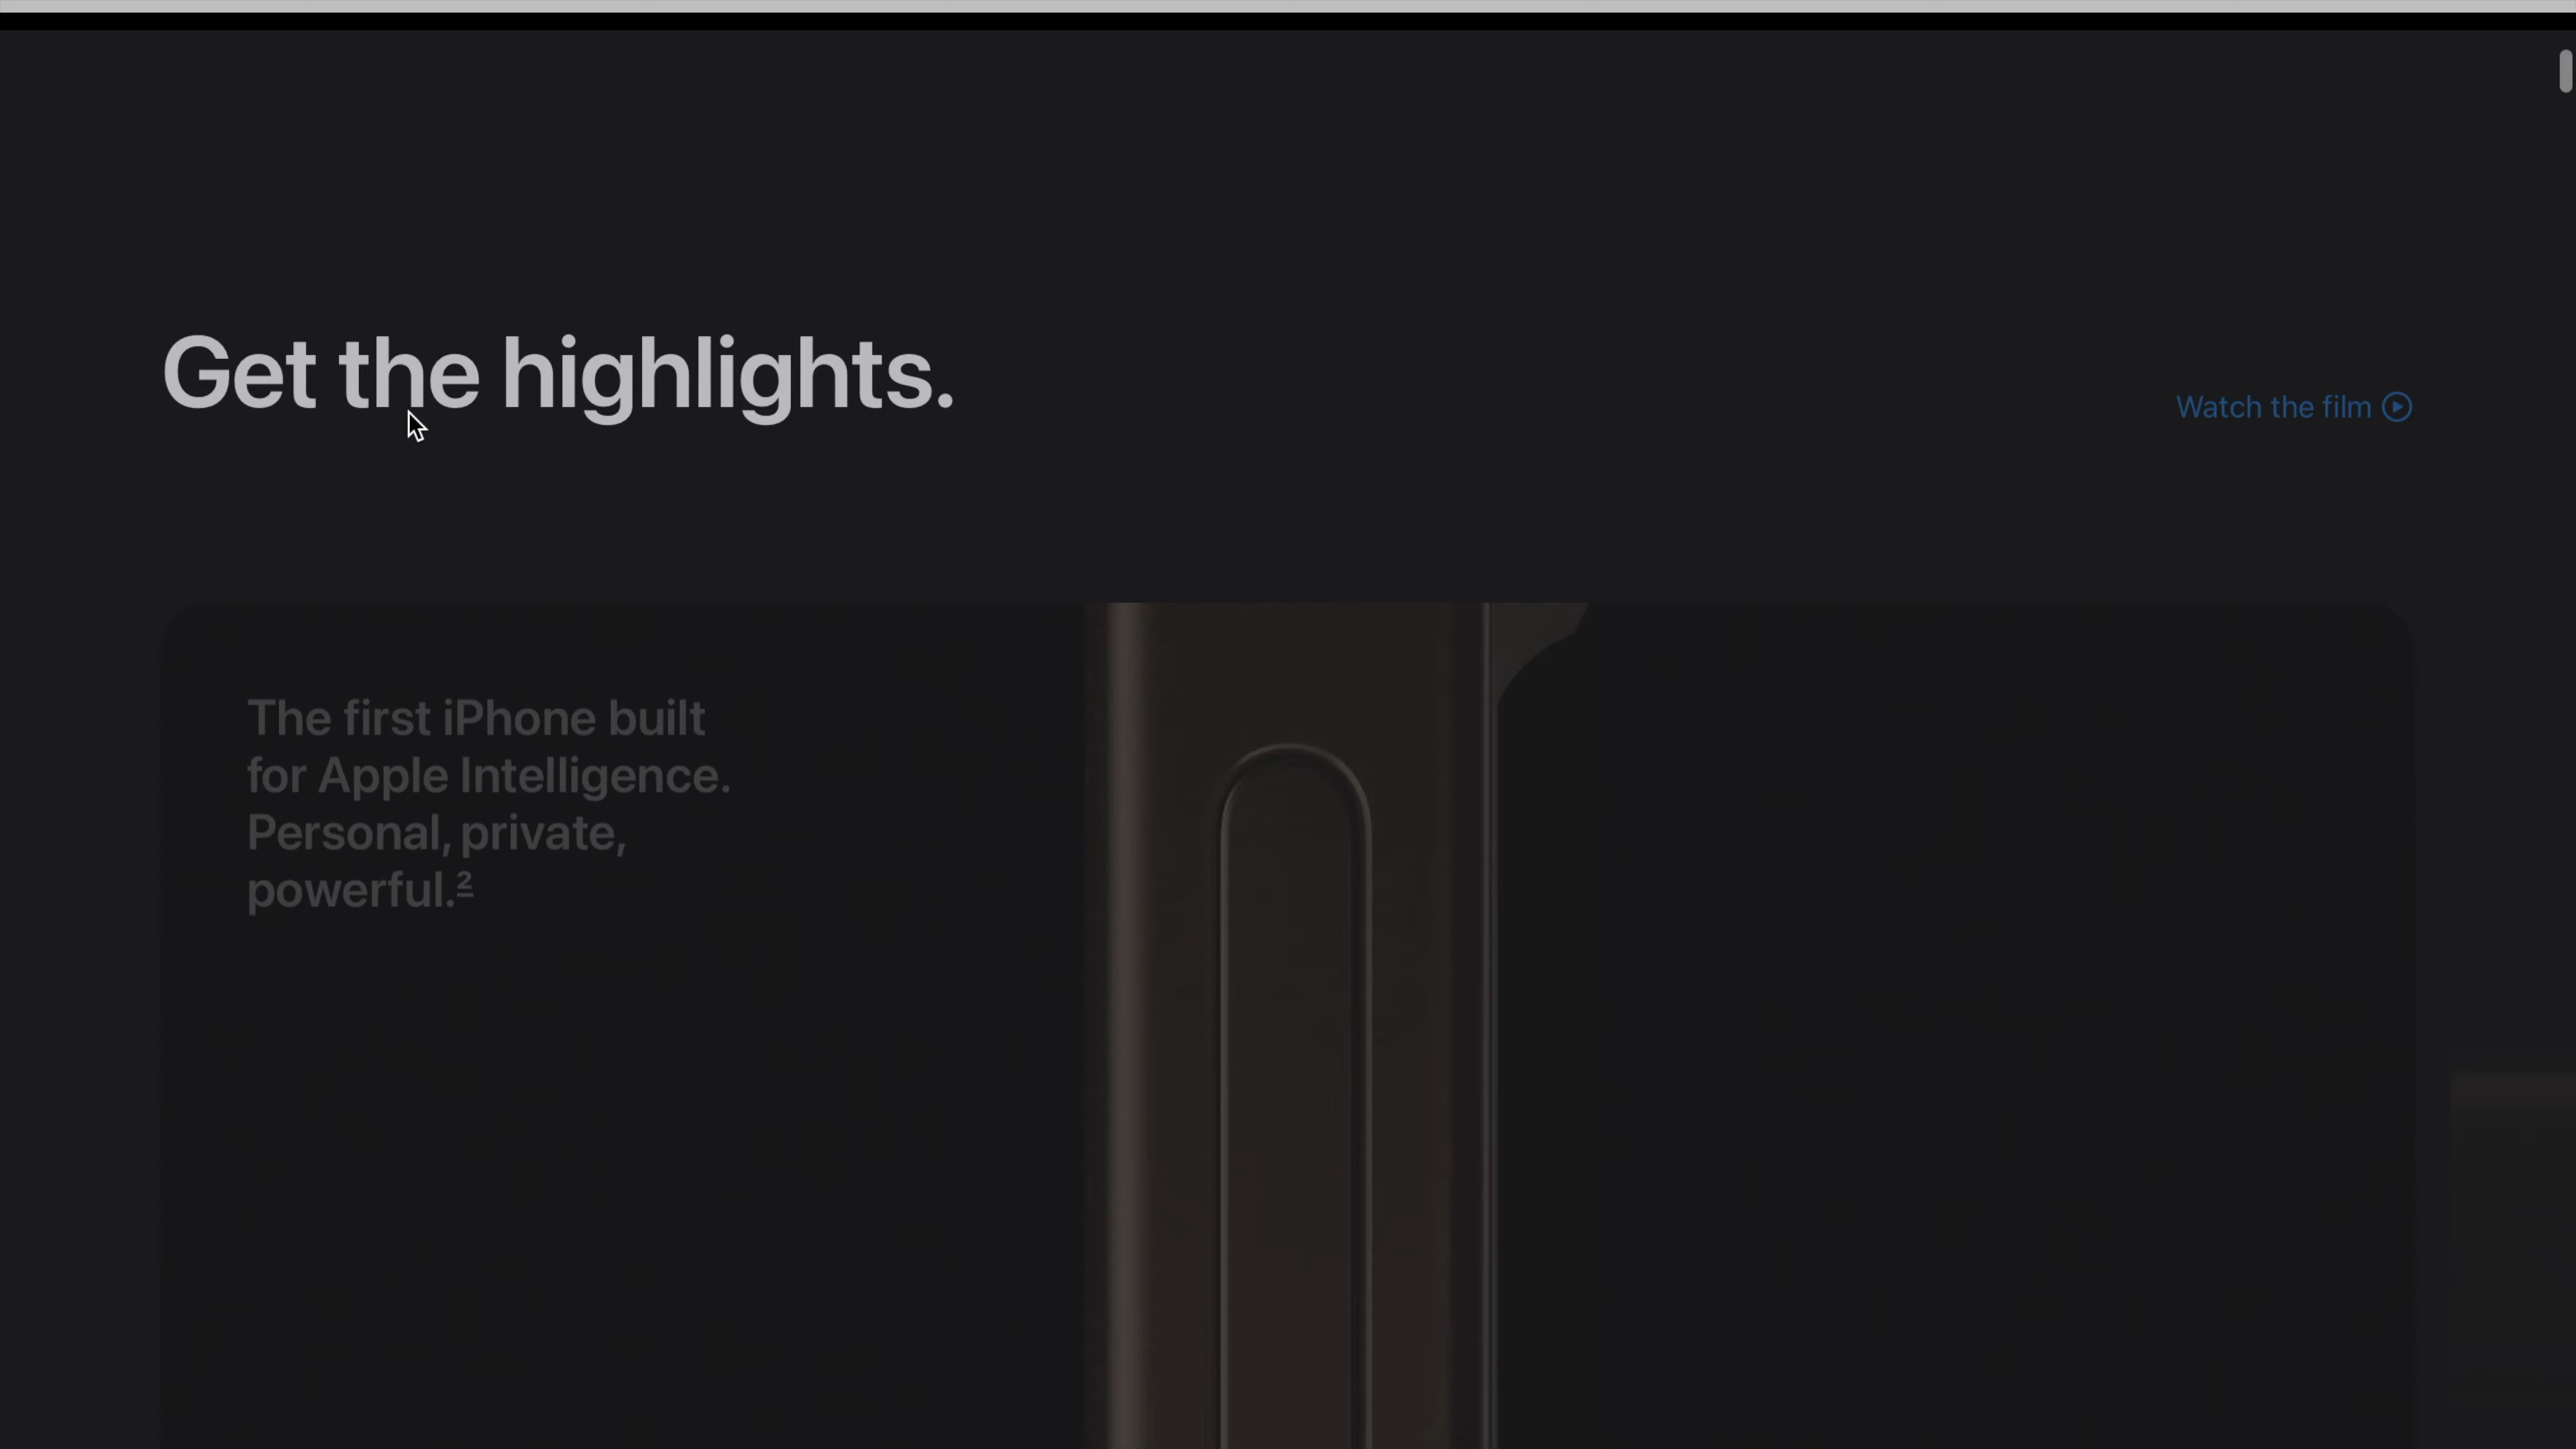 Get the highlights.
Watch the film
The first iPhone built
for Apple Intelligence.
Personal, private,
powerful.²